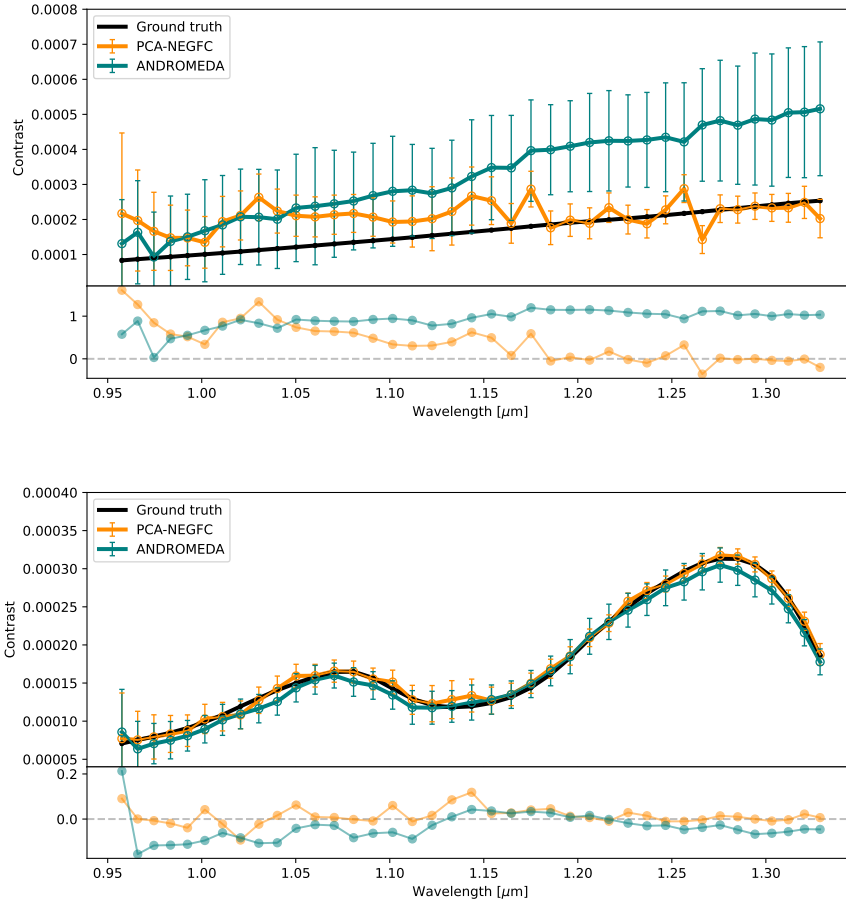 0.0008
0.0007
0.0006
0.0005
0.0004
0.0003
0.0002
0.0001
Contrast
Ground truth
PCA-NEGFC
ANDROMEDA
1
0
0.95 1.00 1.05 1.10 1.15 1.20 1.25 1.30
Wavelength [μm]
0.00040
0.00035
0.00030
0.00025
0.00020
0.00015
0.00010
0.00005
Contrast
Ground truth
PCA-NEGFC
ANDROMEDA
0.2
0.0
0.95 1.00 1.05 1.10 1.15 1.20 1.25 1.30
Wavelength [μm]